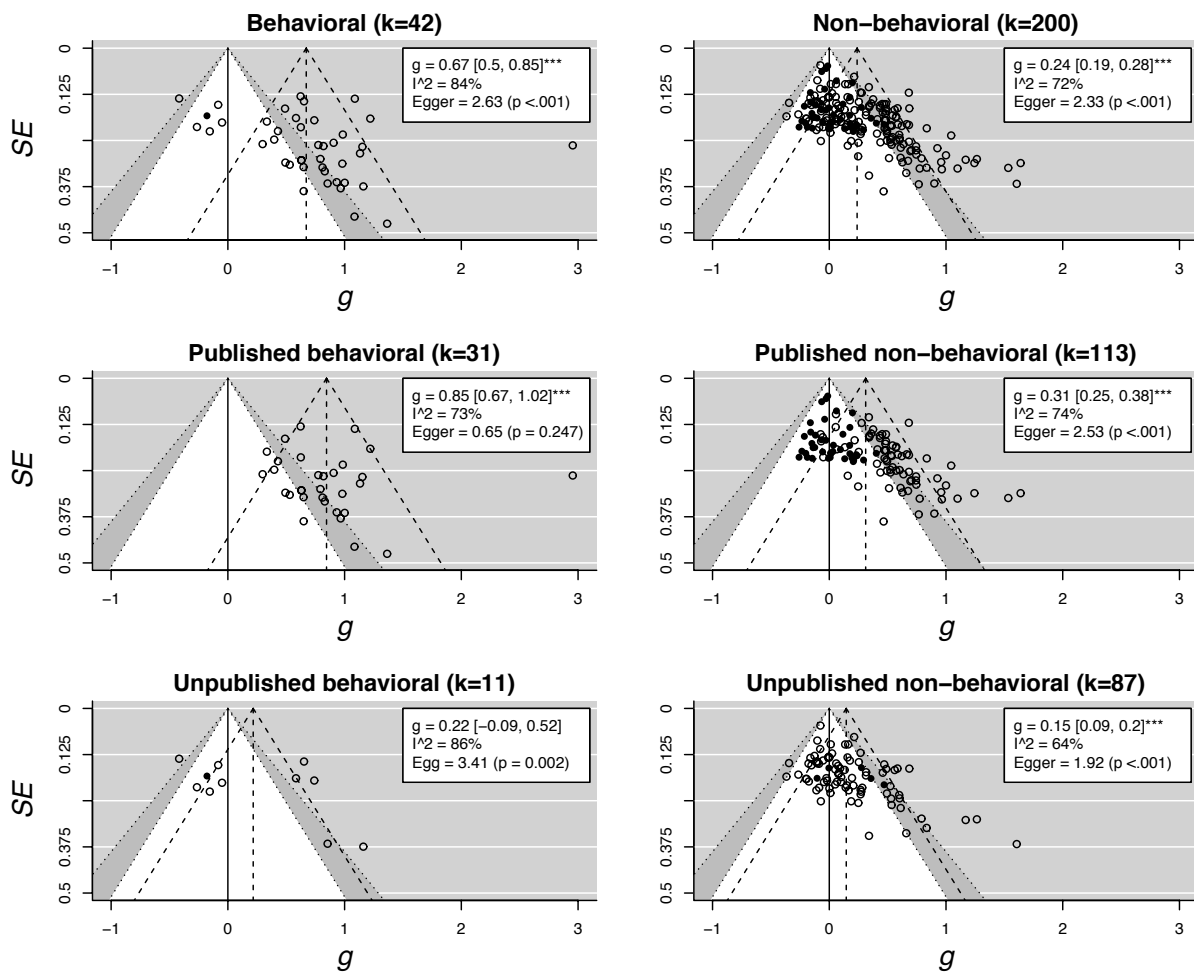 Behavioral (k=42)
g = 0.67 [0.5, 0.85]***
I^2 = 84%
Egger = 2.63 (p <.001)
SE
0
0.125
0.375
0.5
−1
0
1
2
3
g
Non−behavioral (k=200)
g = 0.24 [0.19, 0.28]***
I^2 = 72%
Egger = 2.33 (p <.001)
0
0.125
0.375
0.5
−1
0
1
2
3
g
Published behavioral (k=31)
g = 0.85 [0.67, 1.02]***
I^2 = 73%
Egger = 0.65 (p = 0.247)
SE
0
0.125
0.375
0.5
−1
0
1
2
3
g
Published non−behavioral (k=113)
g = 0.31 [0.25, 0.38]***
I^2 = 74%
Egger = 2.53 (p <.001)
0
0.125
0.375
0.5
−1
0
1
2
3
g
Unpublished behavioral (k=11)
g = 0.22 [−0.09, 0.52]
I^2 = 86%
Egg = 3.41 (p = 0.002)
SE
0
0.125
0.375
0.5
−1
0
1
2
3
g
Unpublished non−behavioral (k=87)
g = 0.15 [0.09, 0.2]***
I^2 = 64%
Egger = 1.92 (p <.001)
0
0.125
0.375
0.5
−1
0
1
2
3
g